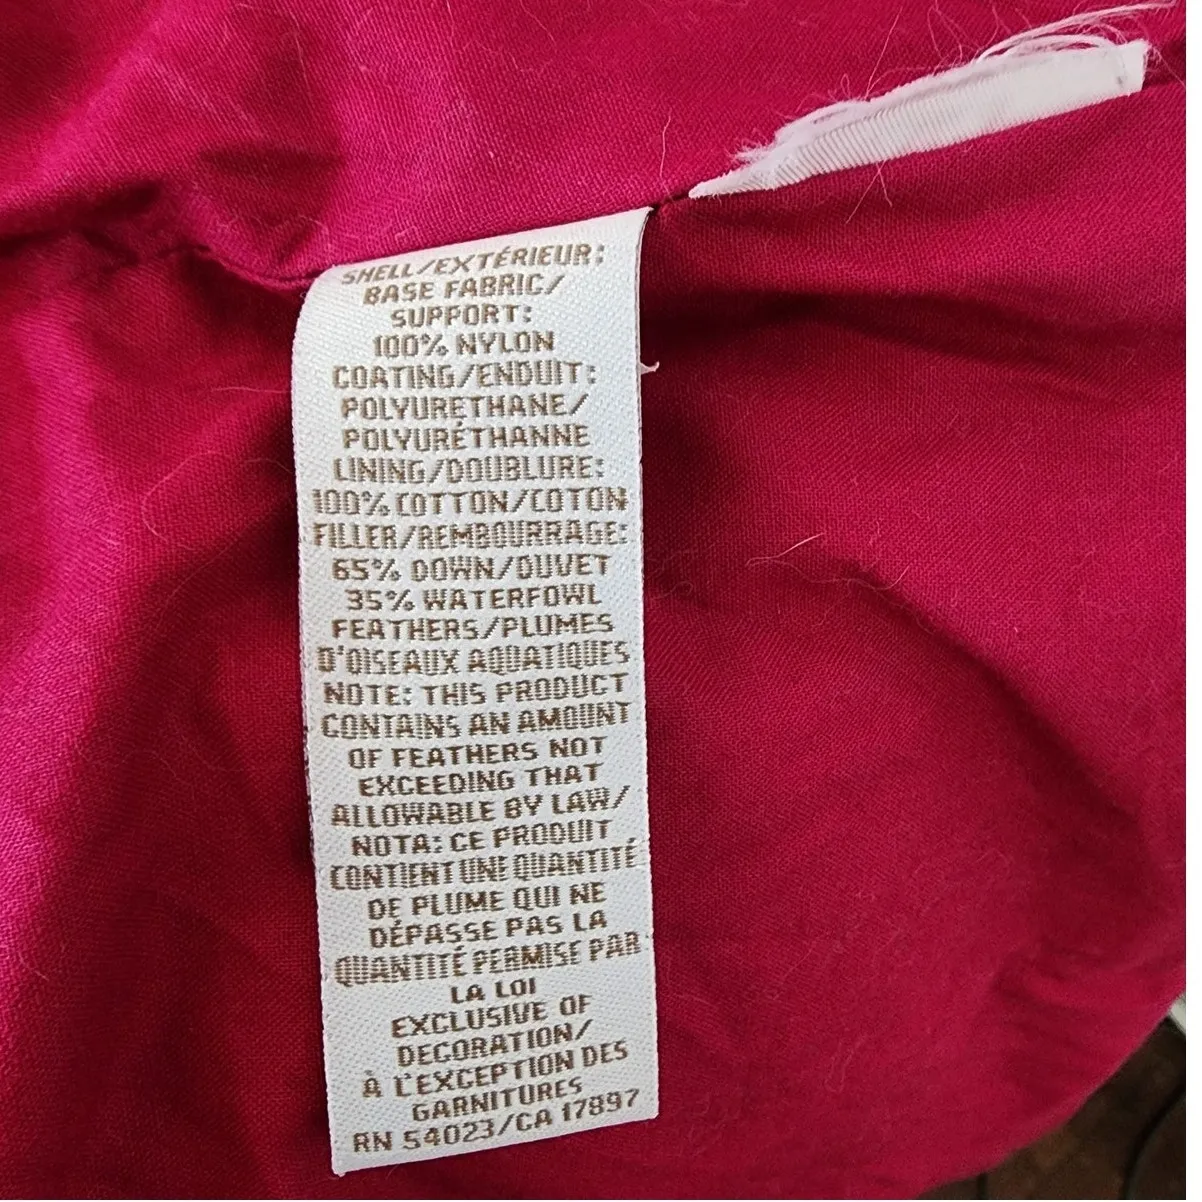 SHELL/EXTÉRIEUR:
BASE FABRIC/
SUPPORT:
100% NYLON
COATING/ENDUIT:
POLYURETHANE/
POLYURÉTHANNE
LINING/DOUBLURE:
100% COTTON/COTON
FILLER/REMBOURRAGE:
65% DOWN/DUVET
35% WATERFOWL
FEATHERS/PLUMES
D'OISEAUX AQUATIQUES
NOTE: THIS PRODUCT
CONTAINS AN AMOUNT
OF FEATHERS NOT
EXCEEDING THAT
ALLOWABLE BY LAW/
NOTA: CE PRODUIT
CONTIENT UNE QUANTITÉ
DE PLUME QUI NE
DÉPASSE PAS LA
QUANTITÉ PERMISE PAR
LA LOI
EXCLUSIVE OF
DECORATION/
À L'EXCEPTION DES
GARNITURES
RN 54023/CA 17897